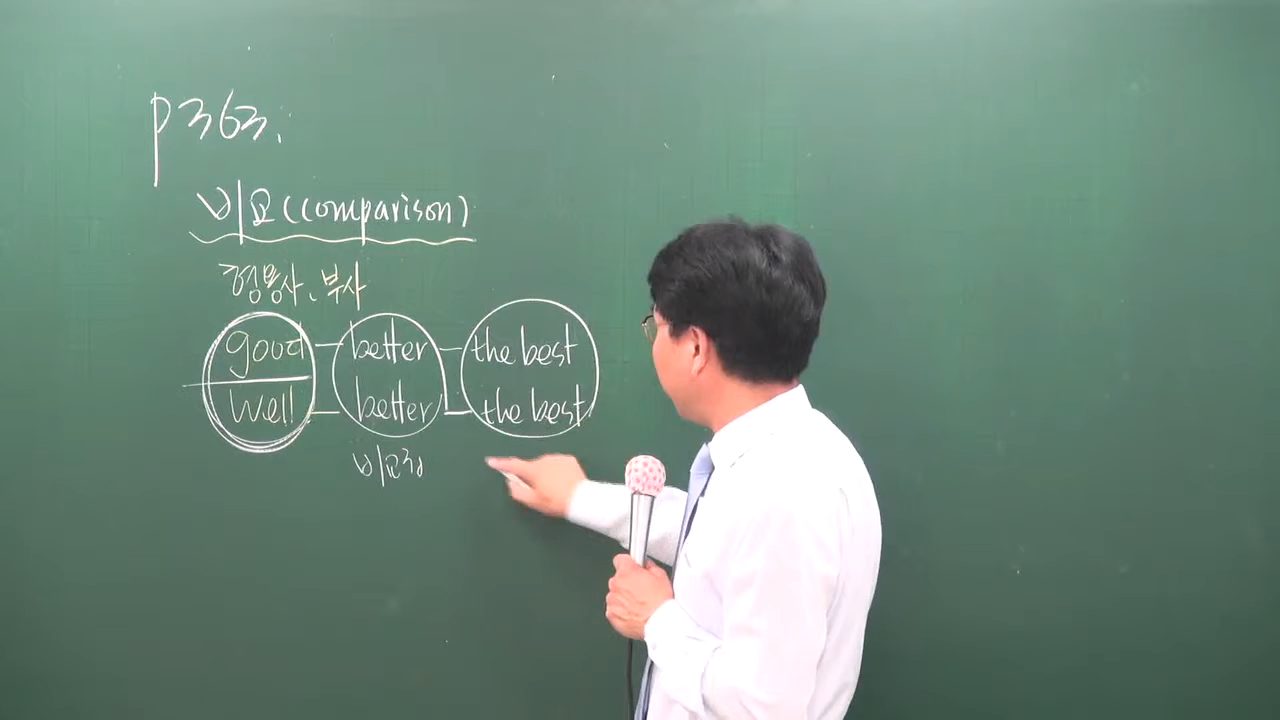 p363.
비교(comparison)
형용사, 부사
good better the best
well better the best
비교급